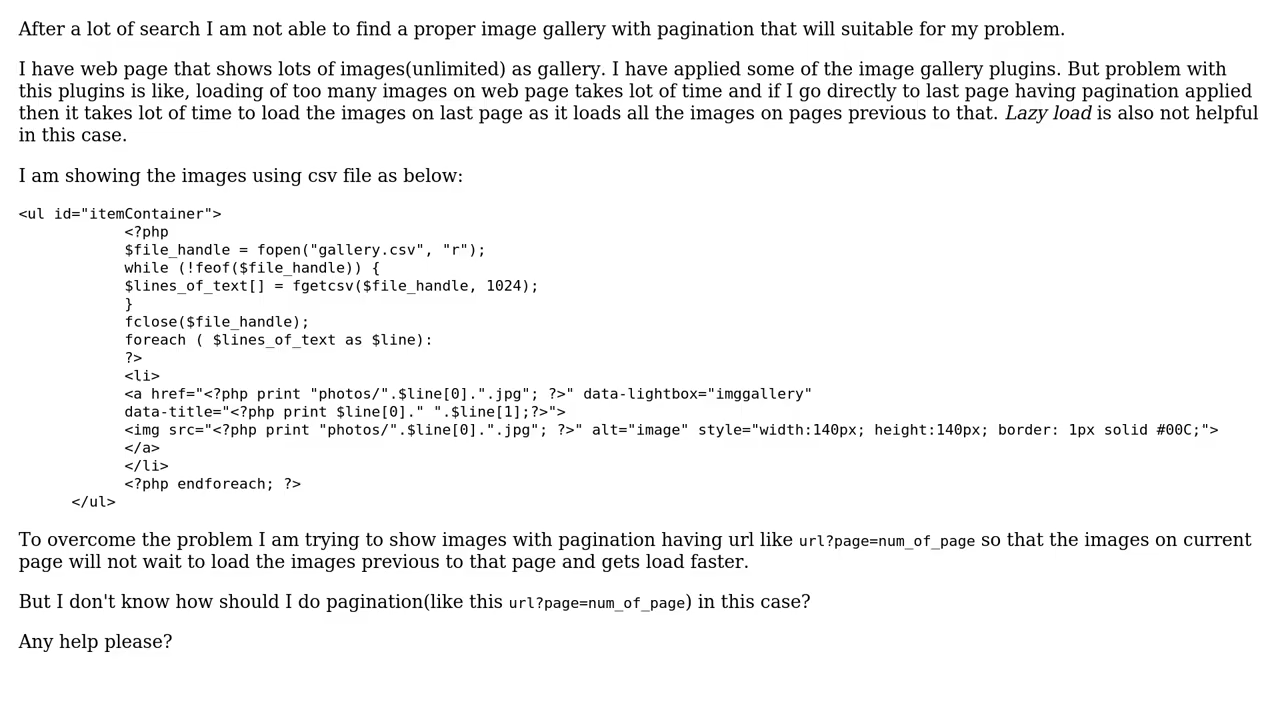 After a lot of search I am not able to find a proper image gallery with pagination that will suitable for my problem.
I have web page that shows lots of images(unlimited) as gallery. I have applied some of the image gallery plugins. But problem with
this plugins is like, loading of too many images on web page takes lot of time and if I go directly to last page having pagination applied
then it takes lot of time to load the images on last page as it loads all the images on pages previous to that. Lazy load is also not helpful
in this case.
I am showing the images using csv file as below:
<ul id="itemContainer">
            <?php
            $file_handle = fopen("gallery.csv", "r");
            while (!feof($file_handle)) {
            $lines_of_text[] = fgetcsv($file_handle, 1024);
            }
            fclose($file_handle);
            foreach ( $lines_of_text as $line):
            ?>
            <li>
            <a href="<?php print "photos/".$line[0].".jpg"; ?>" data-lightbox="imggallery"
            data-title="<?php print $line[0]." ".$line[1];?>">
            <img src="<?php print "photos/".$line[0].".jpg"; ?>" alt="image" style="width:140px; height:140px; border: 1px solid #00C;">
            </a>
            </li>
            <?php endforeach; ?>
      </ul>
To overcome the problem I am trying to show images with pagination having url like url?page=num_of_page so that the images on current
page will not wait to load the images previous to that page and gets load faster.
But I don't know how should I do pagination(like this url?page=num_of_page) in this case?
Any help please?